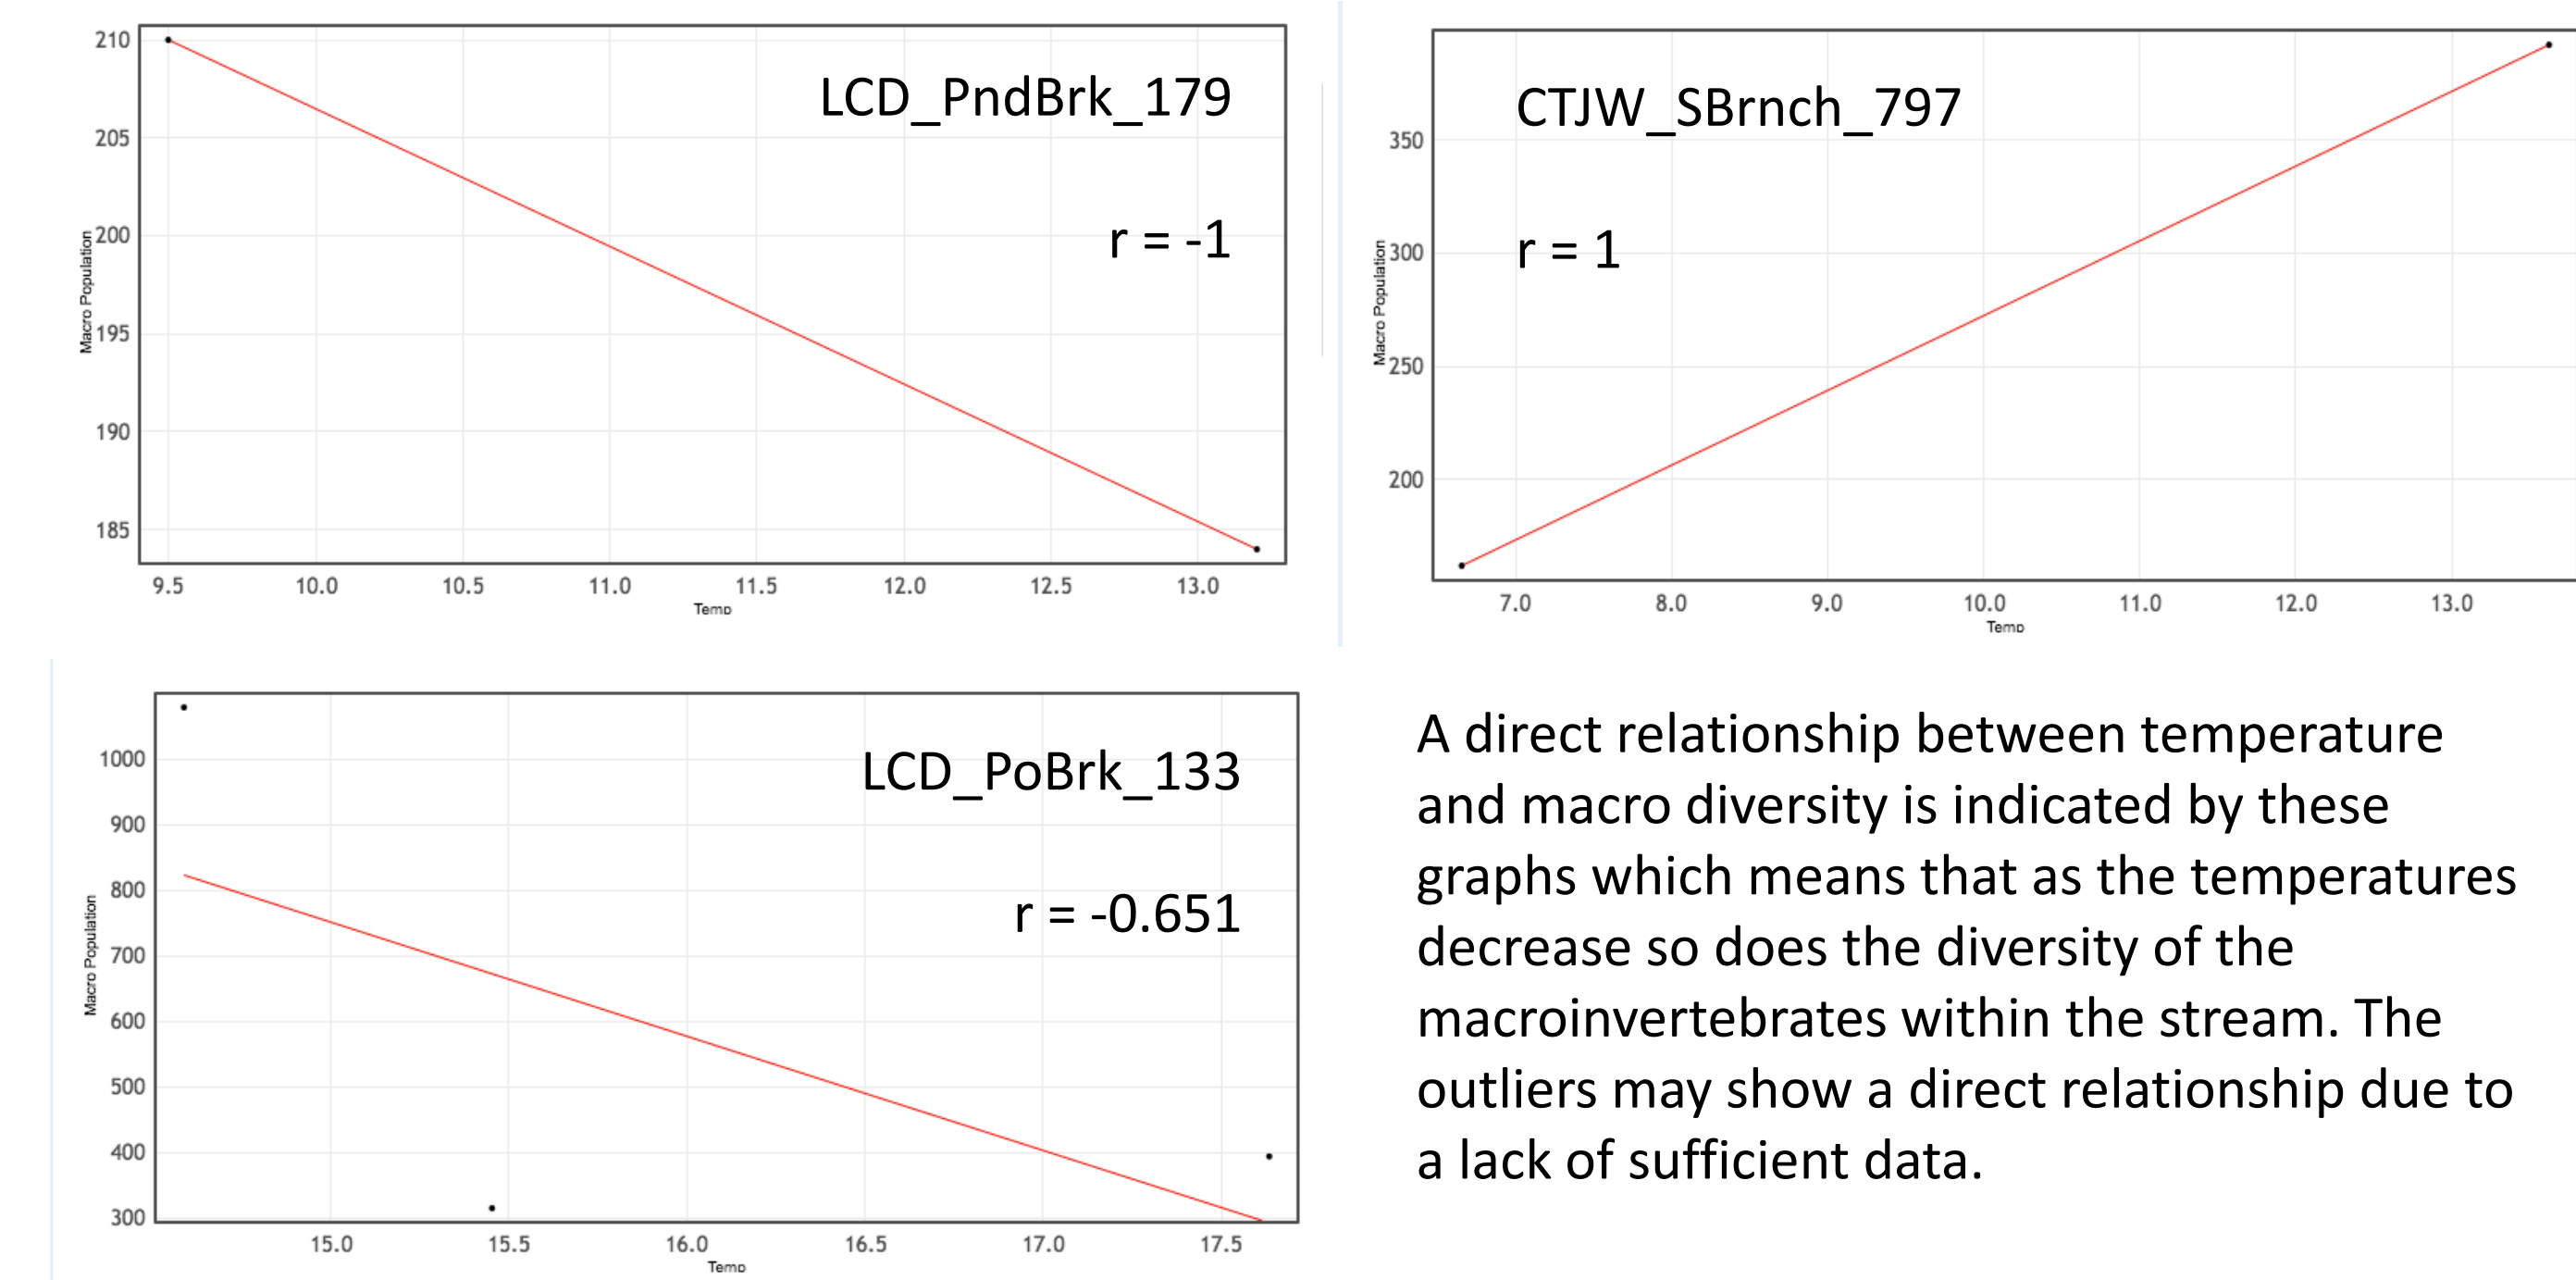 210
205
200
195
190
185
Macro Population
LCD_PndBrk_179
r = -1
9.5 10.0 10.5 11.0 11.5 12.0 12.5 13.0
Temp
350
300
250
200
Macro Population
CTJW_SBrnch_797
r = 1
7.0 8.0 9.0 10.0 11.0 12.0 13.0
Temp
1000
900
800
700
600
500
400
300
Macro Population
LCD_PoBrk_133
r = -0.651
15.0 15.5 16.0 16.5 17.0 17.5
Temp
A direct relationship between temperature
and macro diversity is indicated by these
graphs which means that as the temperatures
decrease so does the diversity of the
macroinvertebrates within the stream. The
outliers may show a direct relationship due to
a lack of sufficient data.